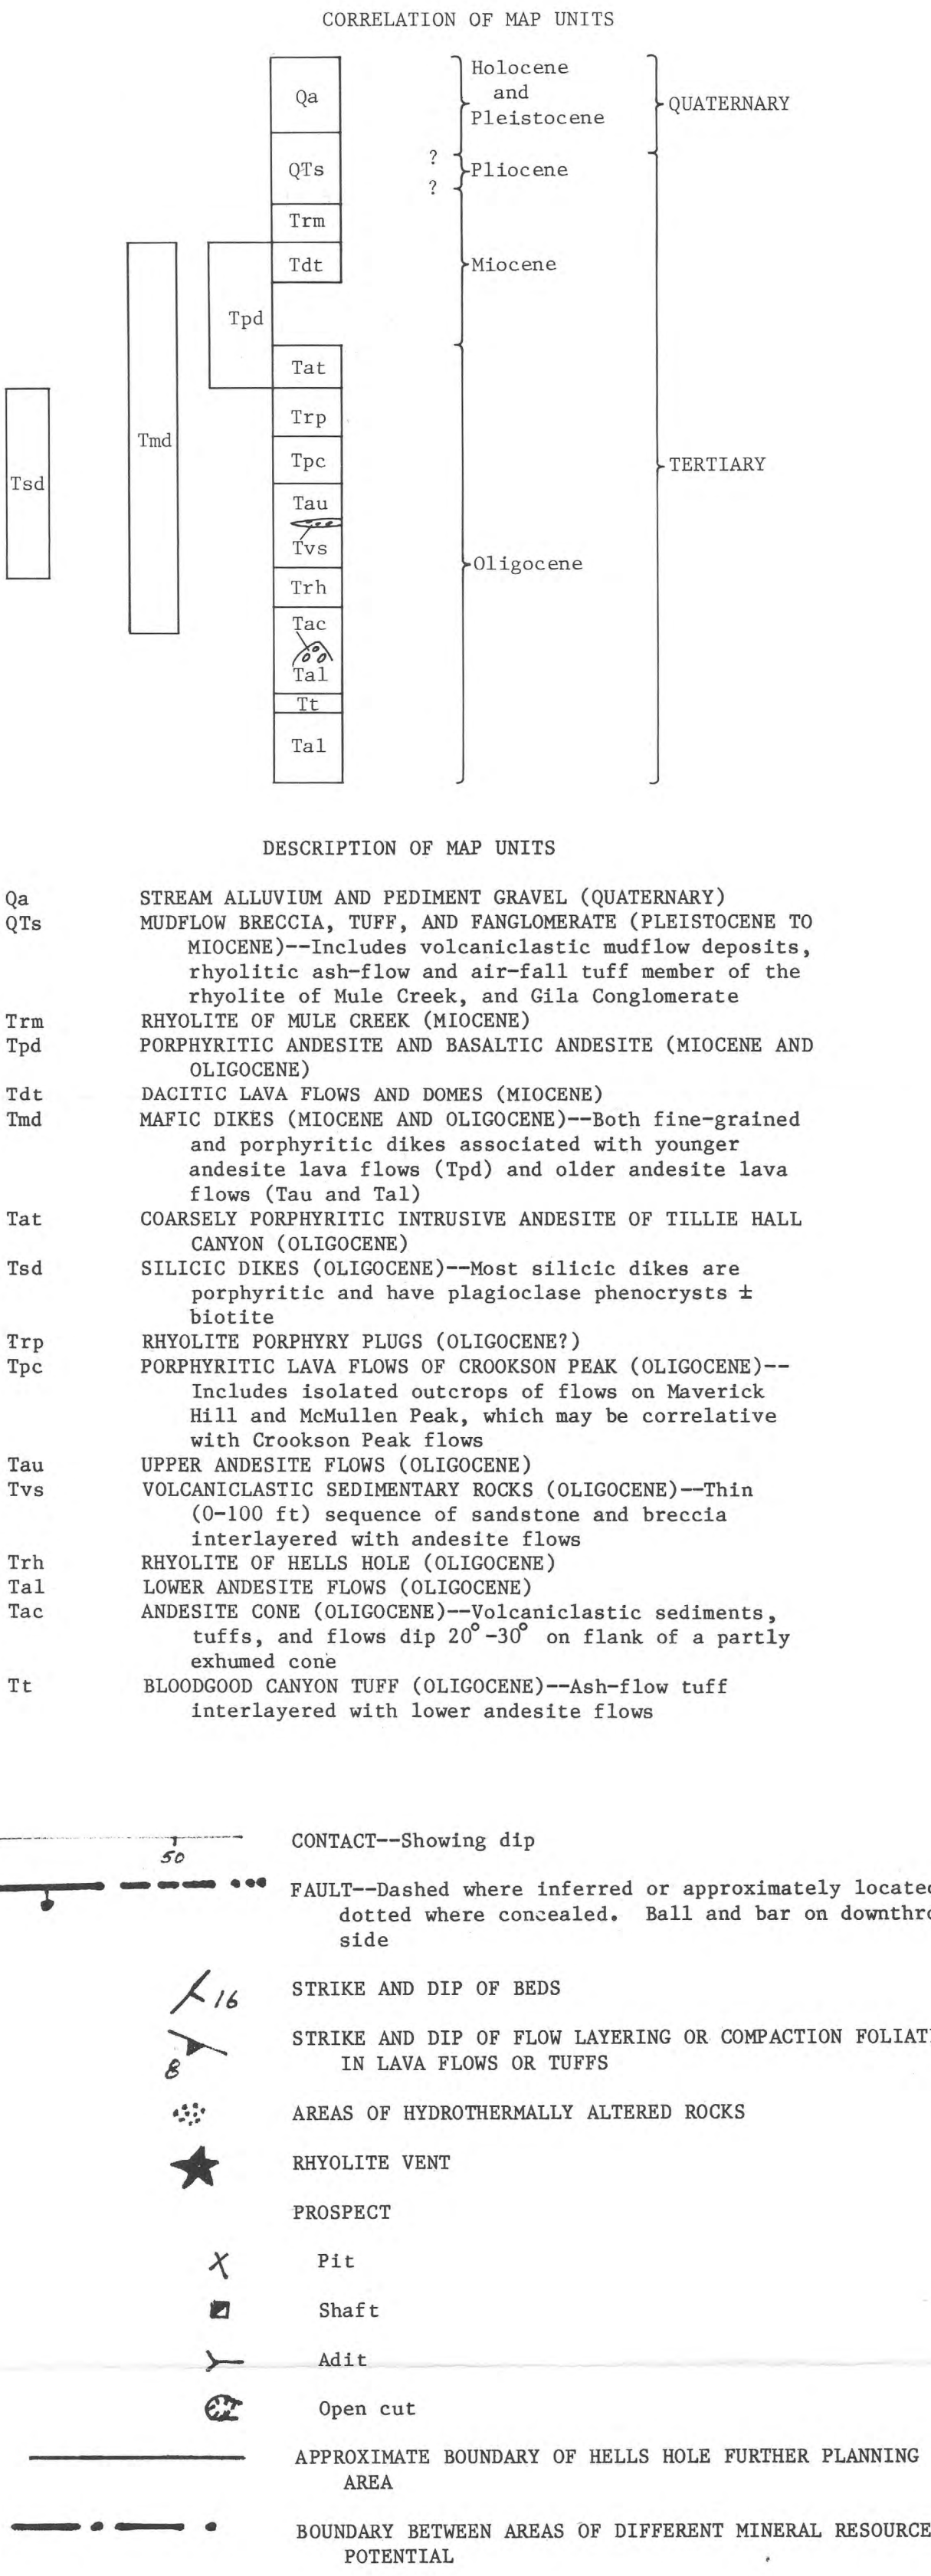 CORRELATION OF MAP UNITS
Qa
Holocene
and
Pleistocene
QUATERNARY
QTs
?
Pliocene
?
Trm
Tdt
Miocene
Tpd
Tat
Trp
Tmd
Tpc
TERTIARY
Tsd
Tau
Tvs
Oligocene
Trh
Tac
Tal
Tt
Tal
DESCRIPTION OF MAP UNITS
Qa STREAM ALLUVIUM AND PEDIMENT GRAVEL (QUATERNARY)
QTs MUDFLOW BRECCIA, TUFF, AND FANGLOMERATE (PLEISTOCENE TO
MIOCENE)--Includes volcaniclastic mudflow deposits,
rhyolitic ash-flow and air-fall tuff member of the
rhyolite of Mule Creek, and Gila Conglomerate
Trm RHYOLITE OF MULE CREEK (MIOCENE)
Tpd PORPHYRITIC ANDESITE AND BASALTIC ANDESITE (MIOCENE AND
OLIGOCENE)
Tdt DACITIC LAVA FLOWS AND DOMES (MIOCENE)
Tmd MAFIC DIKES (MIOCENE AND OLIGOCENE)--Both fine-grained
and porphyritic dikes associated with younger
andesite lava flows (Tpd) and older andesite lava
flows (Tau and Tal)
Tat COARSELY PORPHYRITIC INTRUSIVE ANDESITE OF TILLIE HALL
CANYON (OLIGOCENE)
Tsd SILICIC DIKES (OLIGOCENE)--Most silicic dikes are
porphyritic and have plagioclase phenocrysts ±
biotite
Trp RHYOLITE PORPHYRY PLUGS (OLIGOCENE?)
Tpc PORPHYRITIC LAVA FLOWS OF CROOKSON PEAK (OLIGOCENE)--
Includes isolated outcrops of flows on Maverick
Hill and McMullen Peak, which may be correlative
with Crookson Peak flows
Tau UPPER ANDESITE FLOWS (OLIGOCENE)
Tvs VOLCANICLASTIC SEDIMENTARY ROCKS (OLIGOCENE)--Thin
(0-100 ft) sequence of sandstone and breccia
interlayered with andesite flows
Trh RHYOLITE OF HELLS HOLE (OLIGOCENE)
Tal LOWER ANDESITE FLOWS (OLIGOCENE)
Tac ANDESITE CONE (OLIGOCENE)--Volcaniclastic sediments,
tuffs, and flows dip 20°-30° on flank of a partly
exhumed cone
Tt BLOODGOOD CANYON TUFF (OLIGOCENE)--Ash-flow tuff
interlayered with lower andesite flows
50 CONTACT--Showing dip
FAULT--Dashed where inferred or approximately located
dotted where concealed. Ball and bar on downthro
side
16 STRIKE AND DIP OF BEDS
8 STRIKE AND DIP OF FLOW LAYERING OR COMPACTION FOLIAT
IN LAVA FLOWS OR TUFFS
AREAS OF HYDROTHERMALLY ALTERED ROCKS
RHYOLITE VENT
PROSPECT
Pit
Shaft
Adit
Open cut
APPROXIMATE BOUNDARY OF HELLS HOLE FURTHER PLANNING
AREA
BOUNDARY BETWEEN AREAS OF DIFFERENT MINERAL RESOURCE
POTENTIAL